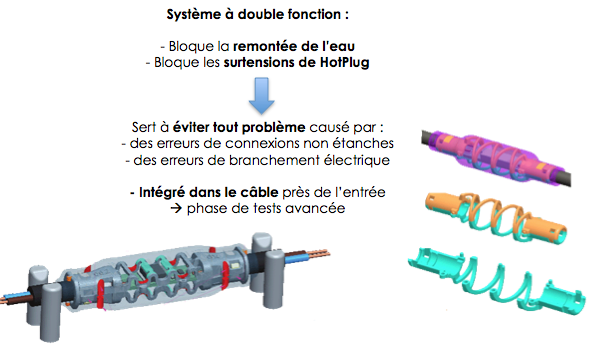 Système à double fonction :
- Bloque la remontée de l'eau
- Bloque les surtensions de HotPlug
Sert à éviter tout problème causé par :
- des erreurs de connexions non étanches
- des erreurs de branchement électrique
- Intégré dans le câble près de l'entrée
→ phase de tests avancée